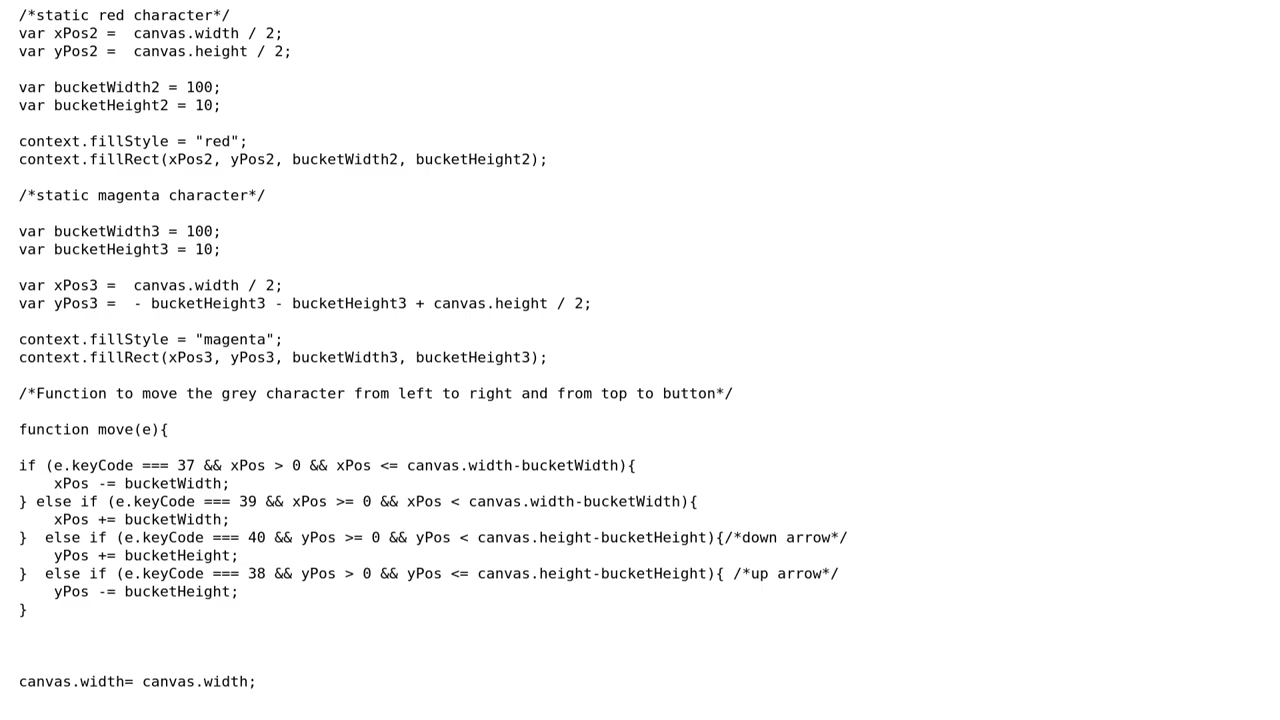 /*static red character*/
var xPos2 =  canvas.width / 2;
var yPos2 =  canvas.height / 2;

var bucketWidth2 = 100;
var bucketHeight2 = 10;

context.fillStyle = "red";
context.fillRect(xPos2, yPos2, bucketWidth2, bucketHeight2);

/*static magenta character*/

var bucketWidth3 = 100;
var bucketHeight3 = 10;

var xPos3 =  canvas.width / 2;
var yPos3 =  - bucketHeight3 - bucketHeight3 + canvas.height / 2;

context.fillStyle = "magenta";
context.fillRect(xPos3, yPos3, bucketWidth3, bucketHeight3);

/*Function to move the grey character from left to right and from top to button*/

function move(e){

if (e.keyCode === 37 && xPos > 0 && xPos <= canvas.width-bucketWidth){
    xPos -= bucketWidth;
} else if (e.keyCode === 39 && xPos >= 0 && xPos < canvas.width-bucketWidth){
    xPos += bucketWidth;
}  else if (e.keyCode === 40 && yPos >= 0 && yPos < canvas.height-bucketHeight){/*down arrow*/
    yPos += bucketHeight;
}  else if (e.keyCode === 38 && yPos > 0 && yPos <= canvas.height-bucketHeight){ /*up arrow*/
    yPos -= bucketHeight;
}

canvas.width= canvas.width;